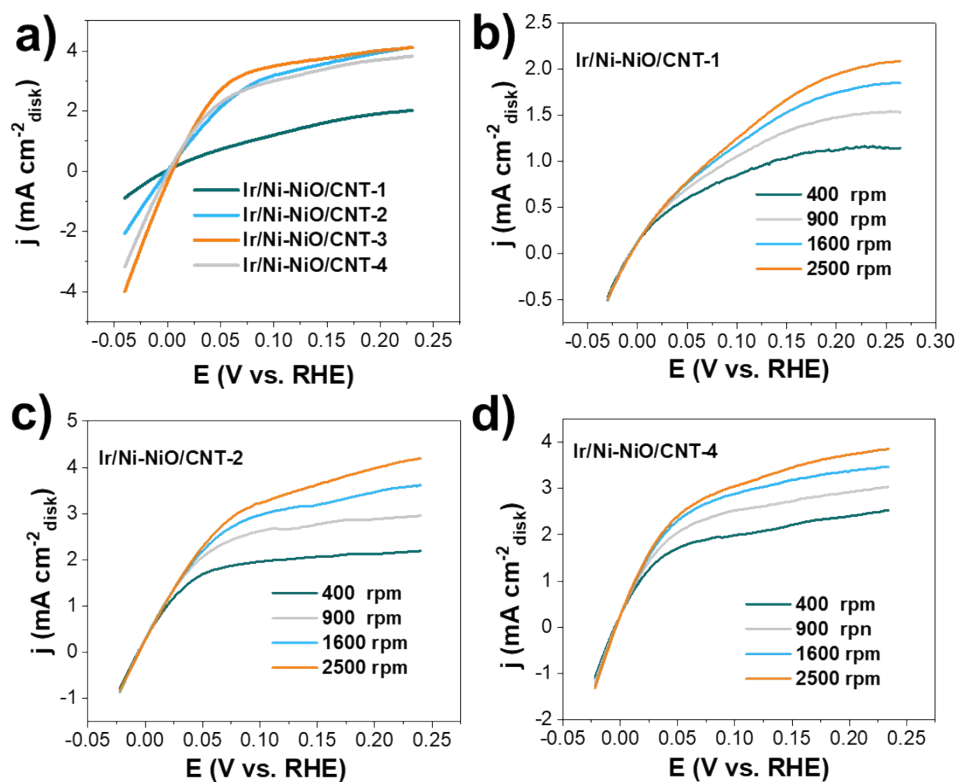 a)
j (mA cm⁻²disk)
4
2
0
-2
-4
Ir/Ni-NiO/CNT-1
Ir/Ni-NiO/CNT-2
Ir/Ni-NiO/CNT-3
Ir/Ni-NiO/CNT-4
-0.05 0.00 0.05 0.10 0.15 0.20 0.25
E (V vs. RHE)
b)
j (mA cm⁻²disk)
2.5
2.0
1.5
1.0
0.5
0.0
-0.5
Ir/Ni-NiO/CNT-1
400 rpm
900 rpm
1600 rpm
2500 rpm
-0.05 0.00 0.05 0.10 0.15 0.20 0.25 0.30
E (V vs. RHE)
c)
j (mA cm⁻²disk)
5
4
3
2
1
0
-1
Ir/Ni-NiO/CNT-2
400 rpm
900 rpm
1600 rpm
2500 rpm
-0.05 0.00 0.05 0.10 0.15 0.20 0.25
E (V vs. RHE)
d)
j (mA cm⁻²disk)
4
3
2
1
0
-1
-2
Ir/Ni-NiO/CNT-4
400 rpm
900 rpn
1600 rpm
2500 rpm
-0.05 0.00 0.05 0.10 0.15 0.20 0.25
E (V vs. RHE)